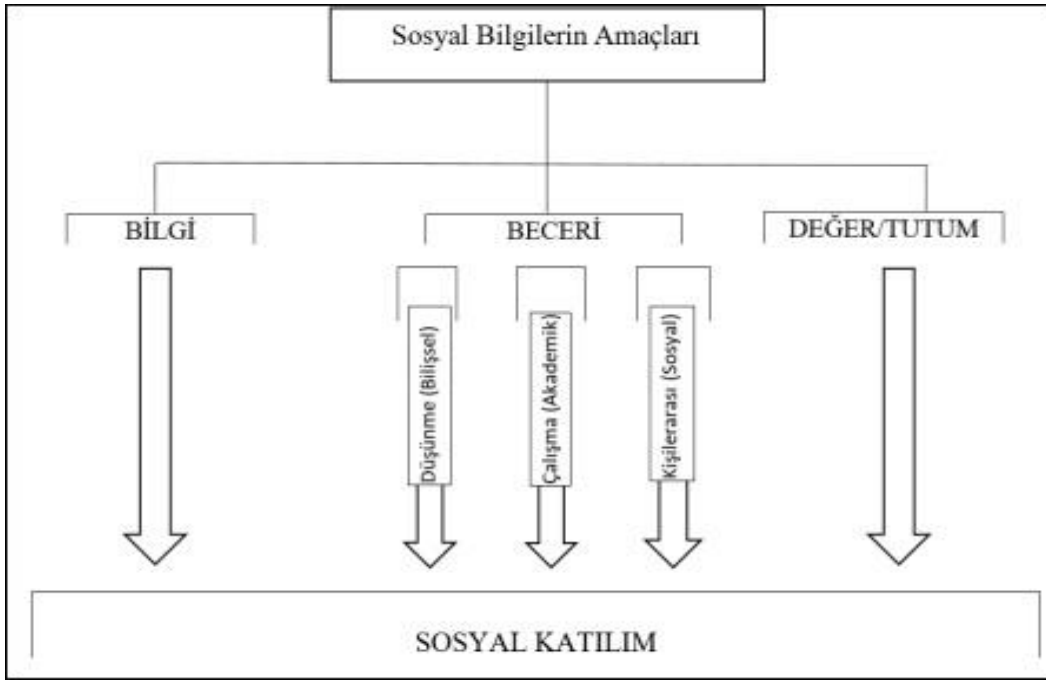 Sosyal Bilgilerin Amaçları
BİLGİ
BECERİ
DEĞER/TUTUM
Düşünme (Bilişsel)
Çalışma (Akademik)
Kişilerarası (Sosyal)
SOSYAL KATILIM